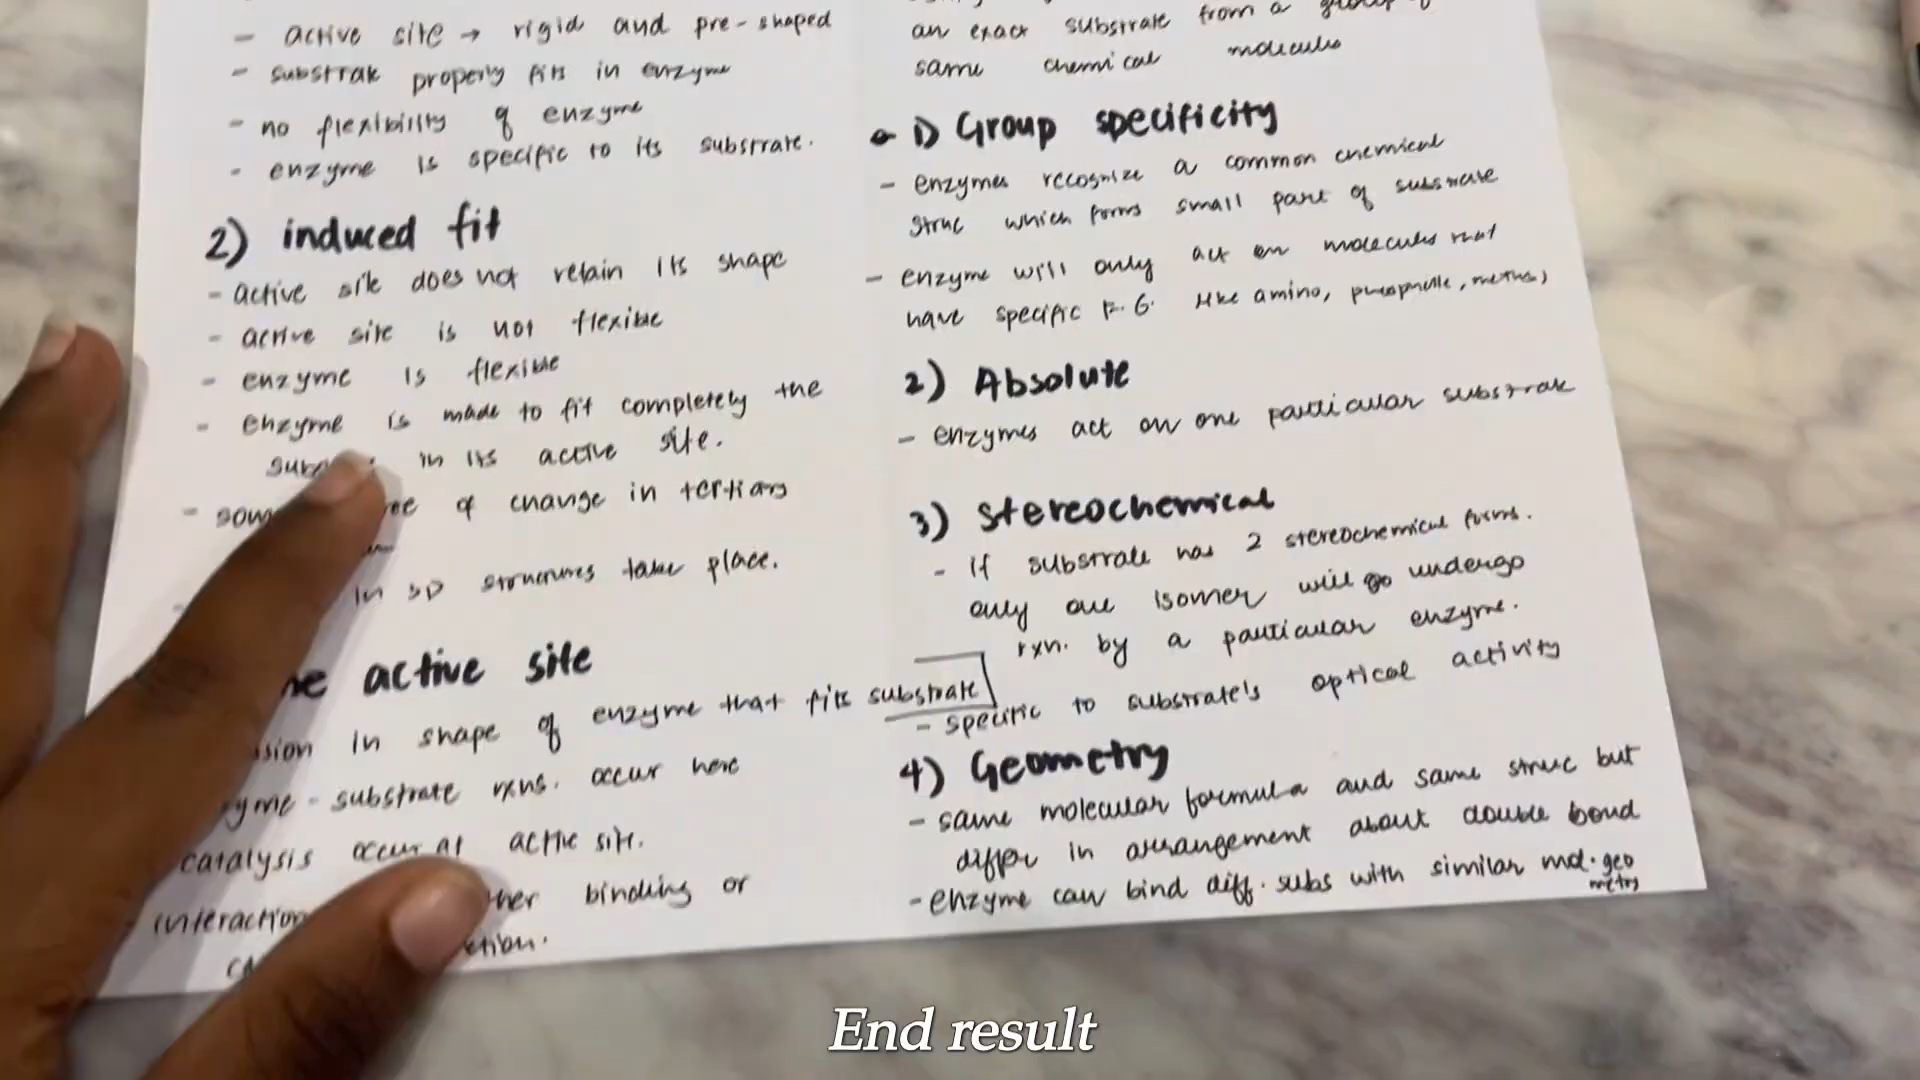 - active site → rigid and pre-shaped
- substrate properly fits in enzyme
- no flexibility of enzyme
- enzyme is specific to its substrate.
2) induced fit
- active site does not retain its shape
- active site is not flexible
- enzyme is flexible
- enzyme is made to fit completely the
in its active site.
- of change in tertiary
in 3D structures take place.
active site
in shape of enzyme that fits substrate
- substrate rxns. occur here
catalysis occur at active site.
binding or
an exact substrate from a group of
same chemical molecules
1) Group specificity
- enzymes recognize a common chemical
struc which forms small part of substrate
- enzyme will only act on molecules that
have specific F.G. like amino, phosphate, methyl
2) Absolute
- enzymes act on one particular substrate
3) Stereochemical
- if substrate has 2 stereochemical forms.
only one isomer will go undergo
rxn. by a particular enzyme.
- specific to substrate's optical activity
4) Geometry
- same molecular formula and same struc but
differ in arrangement about double bond
- enzyme can bind diff. subs with similar mol. geo
metry
End result